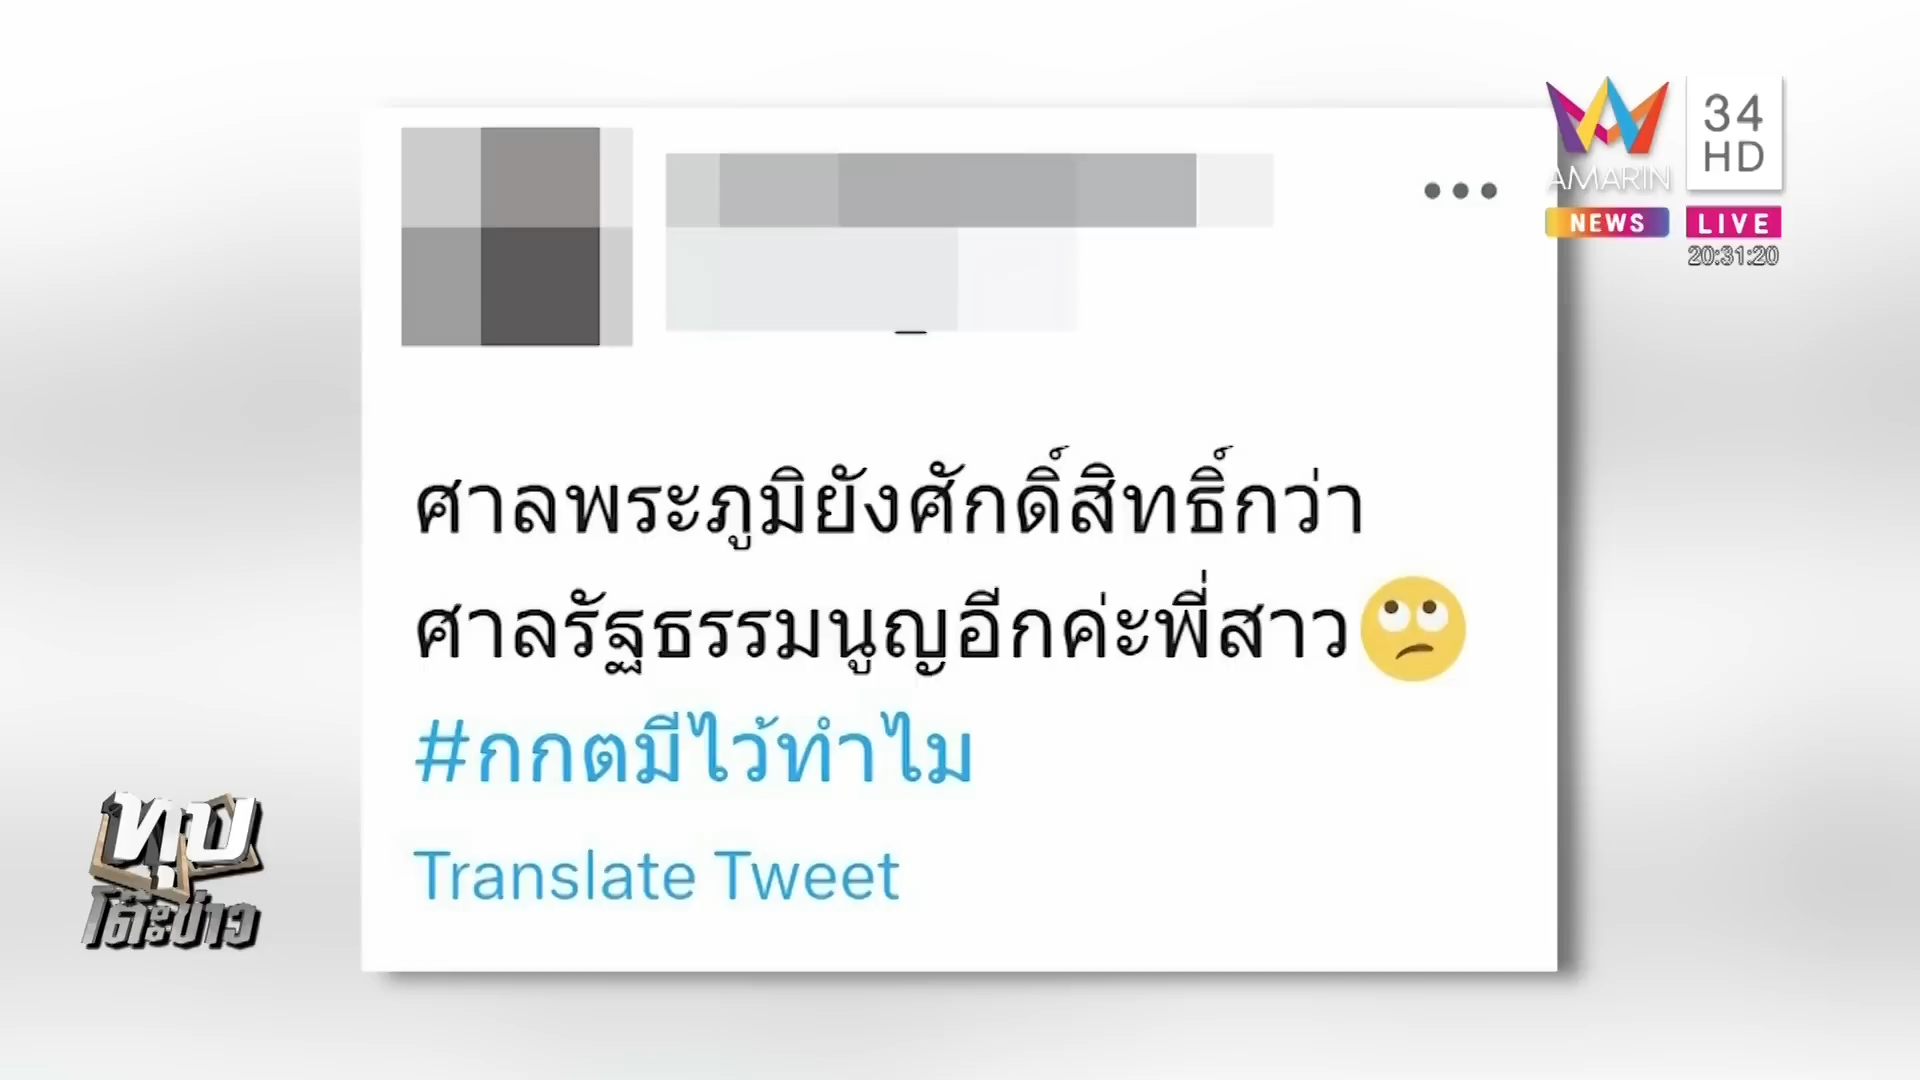 AMARIN
34
HD
NEWS
LIVE
20:31:20
ศาลพระภูมิยังศักดิ์สิทธิ์กว่า
ศาลรัฐธรรมนูญอีกค่ะพี่สาว🙄
#กกตมีไว้ทำไม
Translate Tweet
ทุบ
โต๊ะข่าว